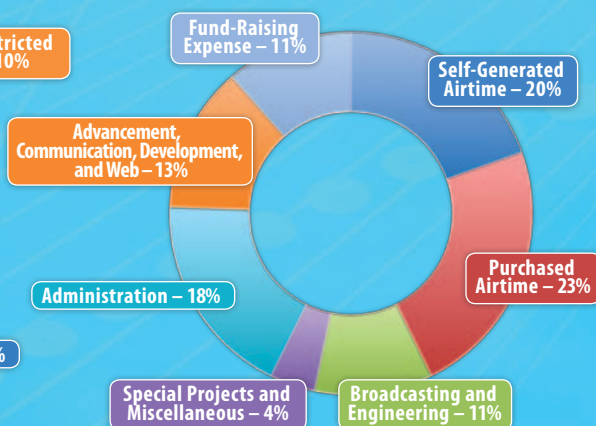 Fund-Raising
Expense – 11%
10%
Self-Generated
Airtime – 20%
Advancement,
Communication, Development,
and Web – 13%
Purchased
Airtime – 23%
Administration – 18%
%
Special Projects and
Miscellaneous – 4%
Broadcasting and
Engineering – 11%